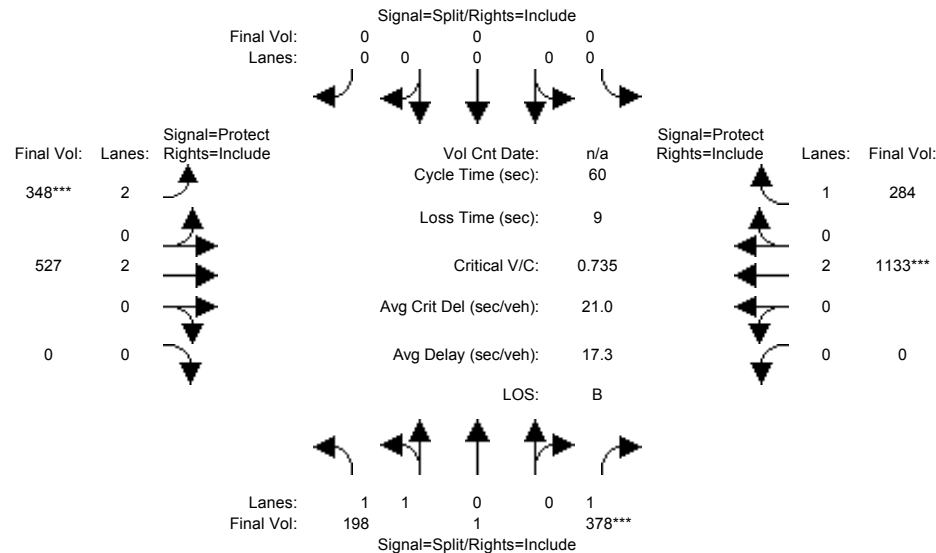 Signal=Split/Rights=Include
Final Vol: 0 0 0
Lanes: 0 0 0 0 0
Signal=Protect Signal=Protect
Final Vol: Lanes: Rights=Include Vol Cnt Date: n/a Rights=Include Lanes: Final Vol:
Cycle Time (sec): 60
348*** 2 1 284
Loss Time (sec): 9
0 0
527 2 Critical V/C: 0.735 2 1133***
0 Avg Crit Del (sec/veh): 21.0 0
0 0 Avg Delay (sec/veh): 17.3 0 0
LOS: B
Lanes: 1 1 0 0 1
Final Vol: 198 1 378***
Signal=Split/Rights=Include